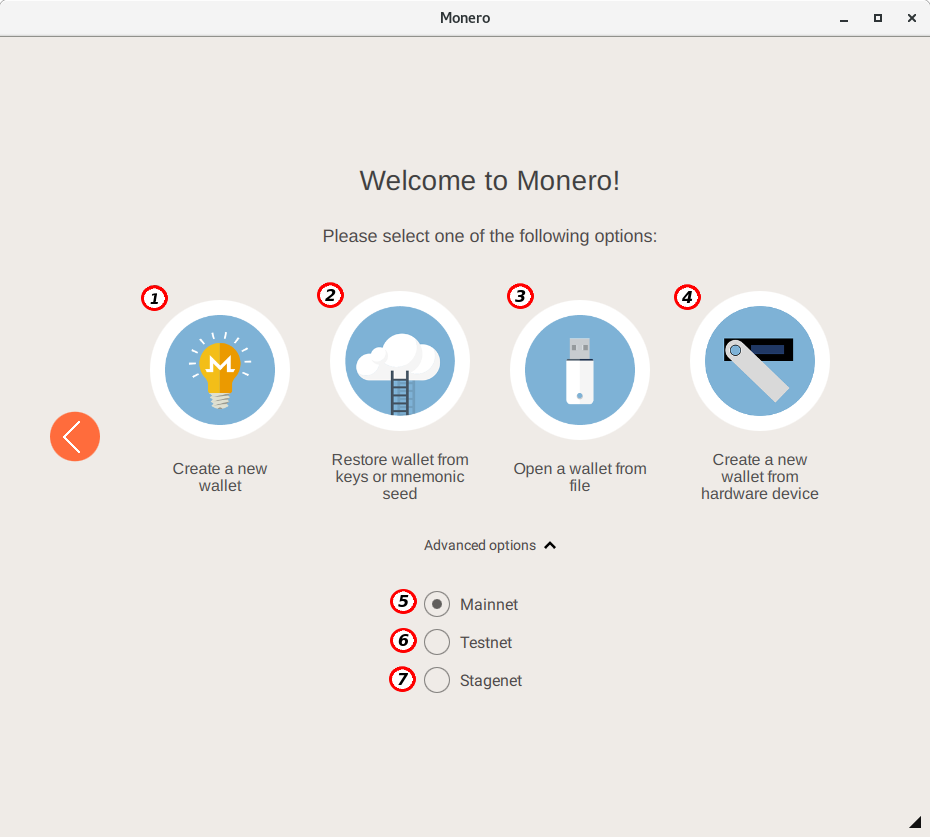 Monero
Welcome to Monero!
Please select one of the following options:
1
2
3
4
Create a new
wallet
Restore wallet from
keys or mnemonic
seed
Open a wallet from
file
Create a new
wallet from
hardware device
Advanced options
5 Mainnet
6 Testnet
7 Stagenet